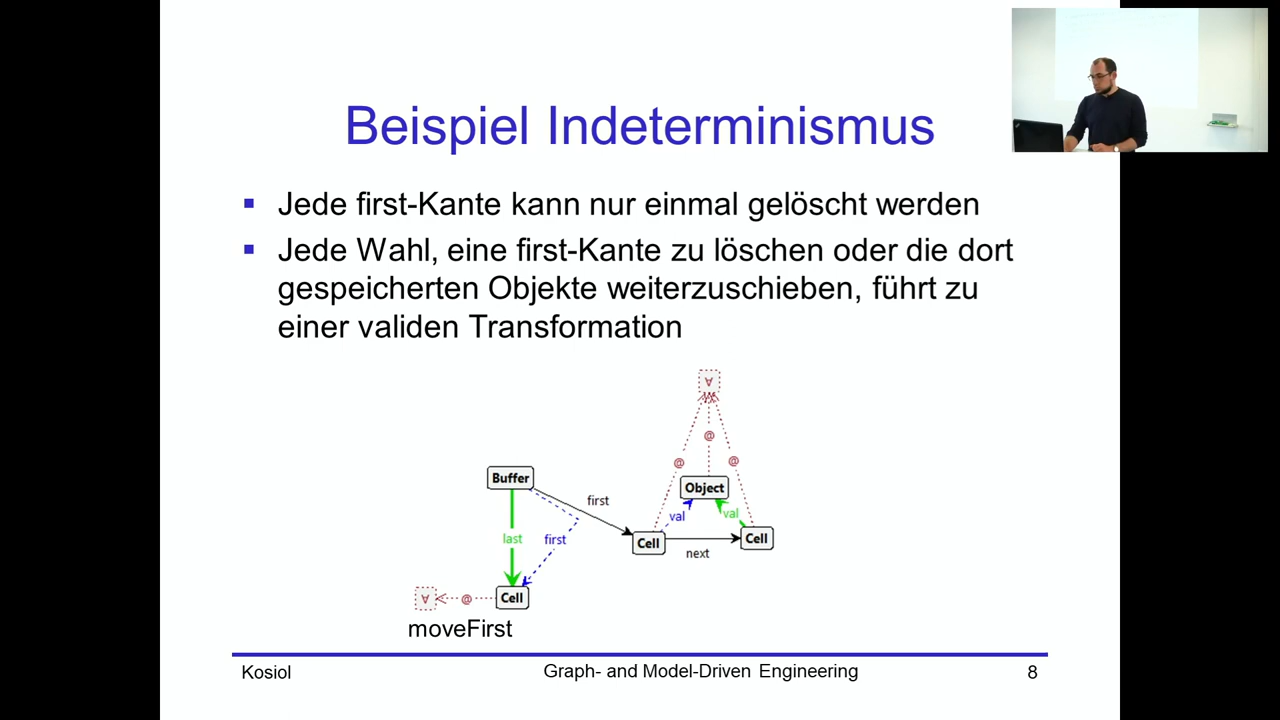 Beispiel Indeterminismus
Jede first-Kante kann nur einmal gelöscht werden
Jede Wahl, eine first-Kante zu löschen oder die dort
gespeicherten Objekte weiterzuschieben, führt zu
einer validen Transformation
∀
@
@
@
Buffer
Object
first
val
val
last
first
Cell
Cell
next
∀
@
Cell
moveFirst
Kosiol
Graph- and Model-Driven Engineering
8